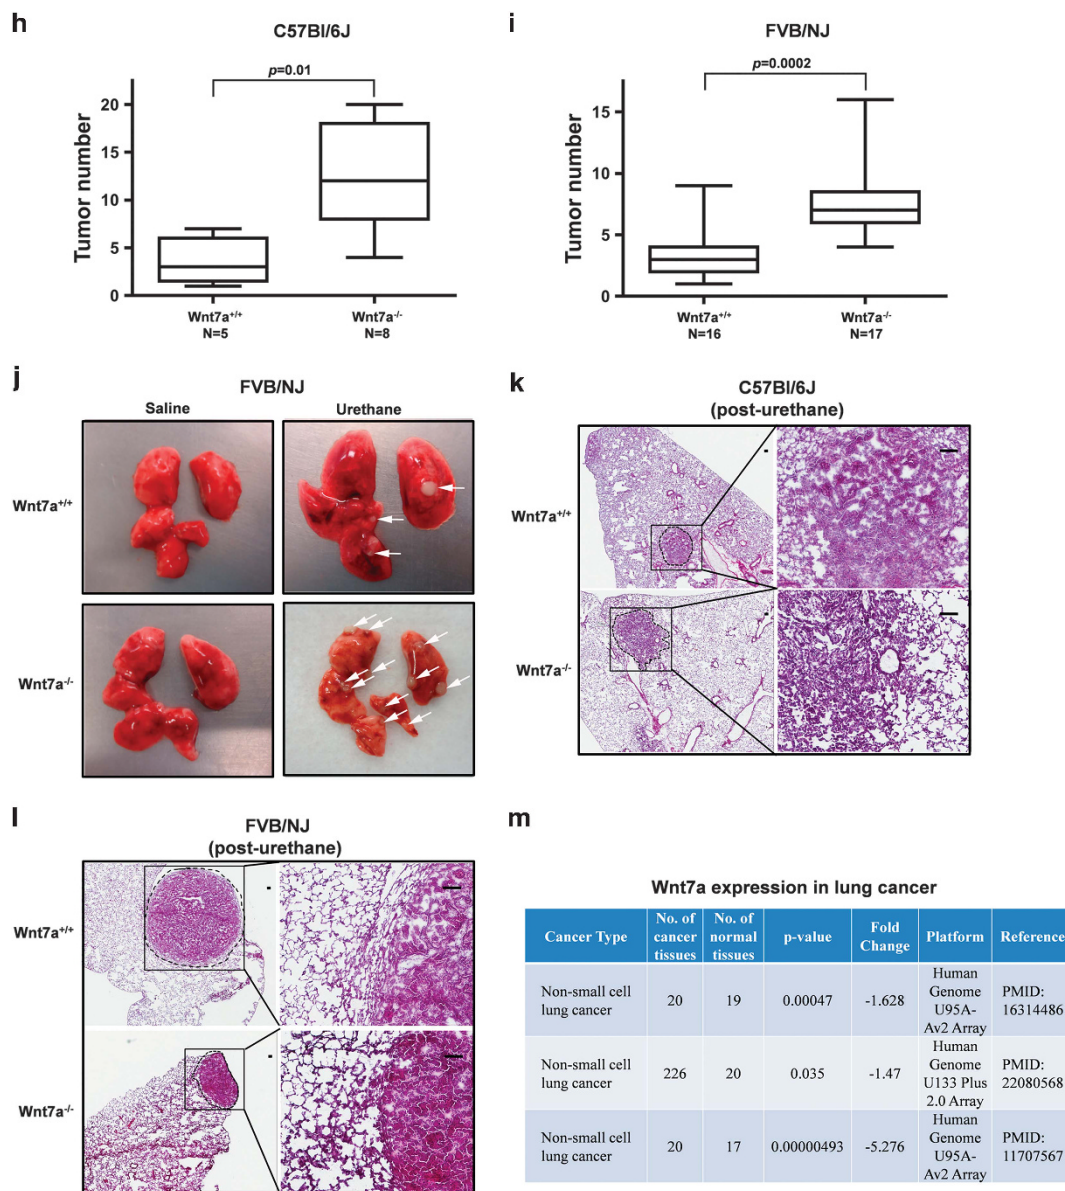 h
C57Bl/6J
p=0.01
Tumor number
20
15
10
5
0
Wnt7a+/+
N=5
Wnt7a-/-
N=8
i
FVB/NJ
p=0.0002
Tumor number
15
10
5
0
Wnt7a+/+
N=16
Wnt7a-/-
N=17
j
FVB/NJ
Saline
Urethane
Wnt7a+/+
Wnt7a-/-
k
C57Bl/6J
(post-urethane)
Wnt7a+/+
Wnt7a-/-
l
FVB/NJ
(post-urethane)
Wnt7a+/+
Wnt7a-/-
m
Wnt7a expression in lung cancer
Cancer Type No. of cancer tissues No. of normal tissues p-value Fold Change Platform Reference
Non-small cell lung cancer 20 19 0.00047 -1.628 Human Genome U95A-Av2 Array PMID: 16314486
Non-small cell lung cancer 226 20 0.035 -1.47 Human Genome U133 Plus 2.0 Array PMID: 22080568
Non-small cell lung cancer 20 17 0.00000493 -5.276 Human Genome U95A-Av2 Array PMID: 11707567